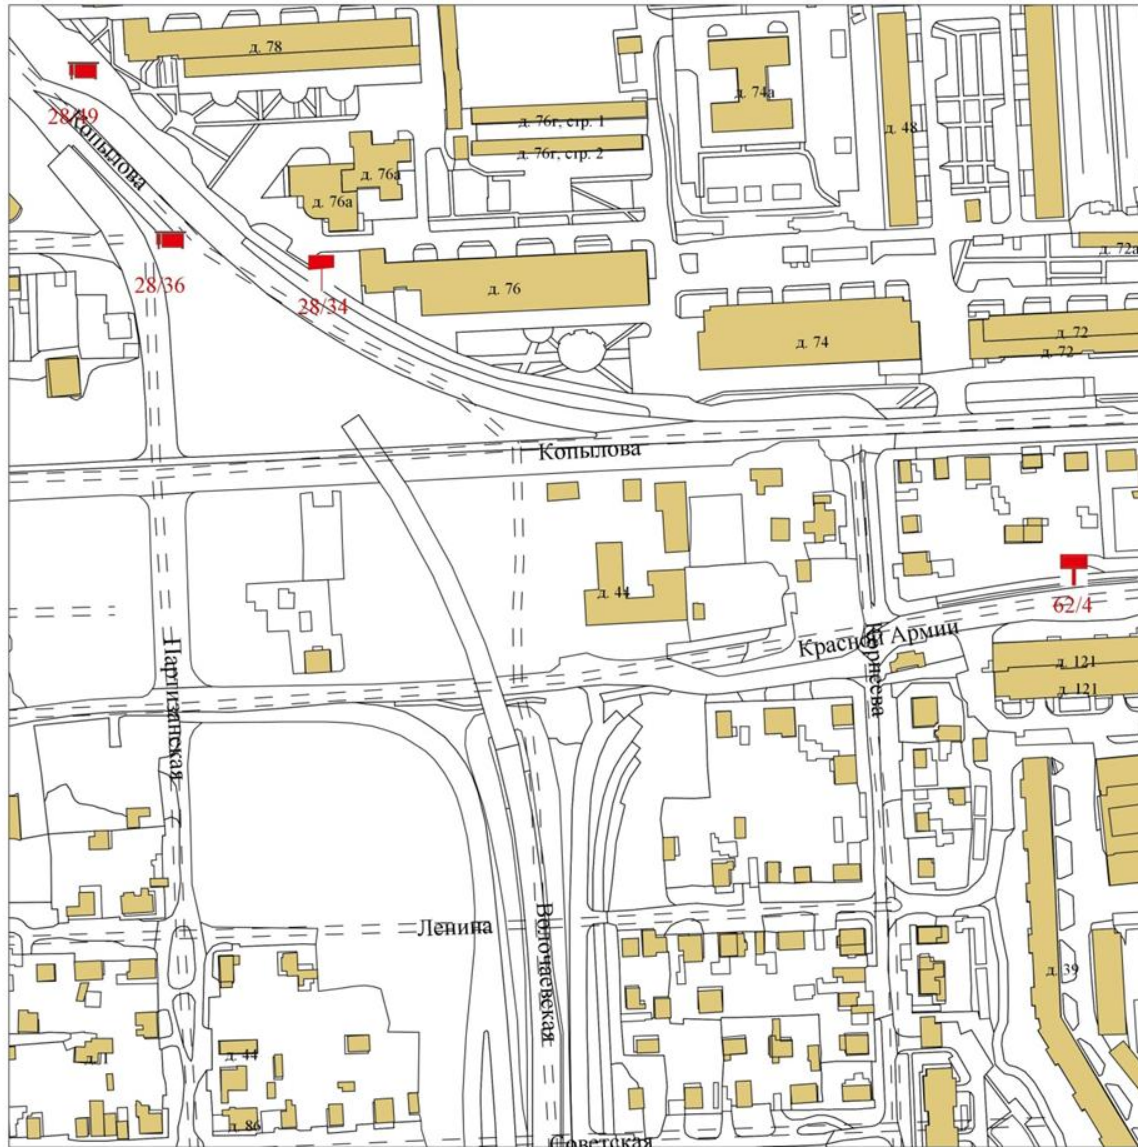 д. 78
28/49
Копылова
д. 76г, стр. 1
д. 74а
д. 48
д. 76г, стр. 2
д. 76а
д. 76а
д. 72а
28/36
28/34
д. 76
д. 74
д. 72
д. 72
Копылова
д. 44
62/4
Красной Армии
Корнеева
Партизанская
д. 121
д. 121
Ленина
Волочаевская
д. 39
д. 44
д. 86
Советская